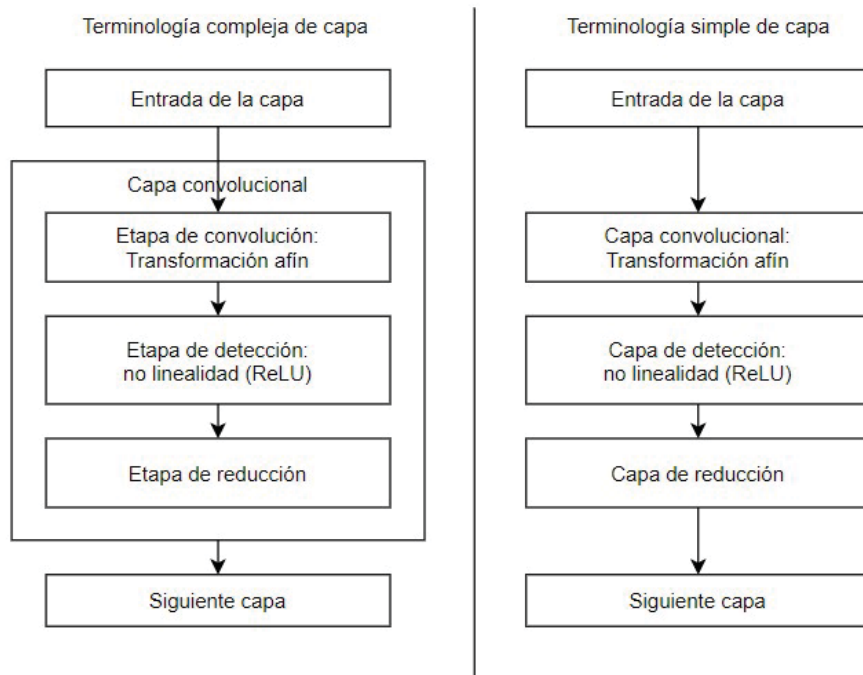 Terminología compleja de capa
Entrada de la capa
Capa convolucional
Etapa de convolución:
Transformación afín
Etapa de detección:
no linealidad (ReLU)
Etapa de reducción
Siguiente capa
Terminología simple de capa
Entrada de la capa
Capa convolucional:
Transformación afín
Capa de detección:
no linealidad (ReLU)
Capa de reducción
Siguiente capa